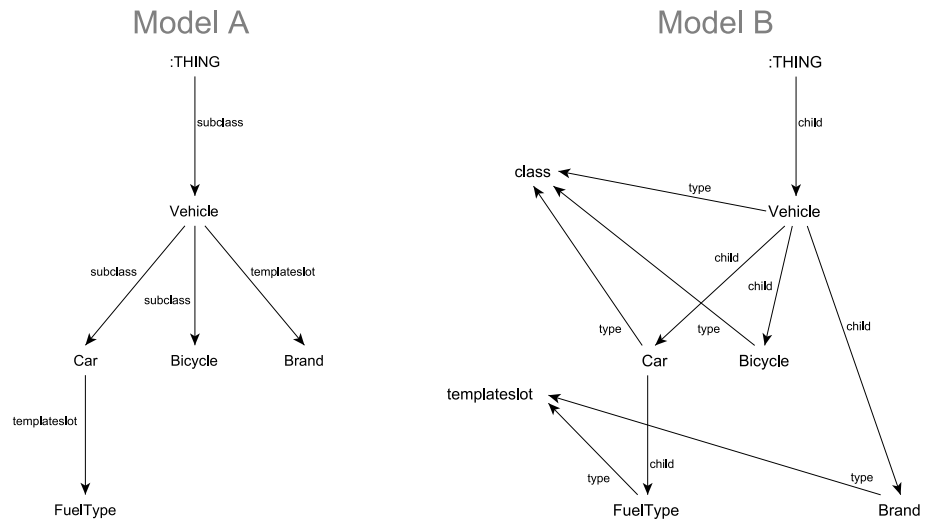 Model A
:THING
subclass
Vehicle
subclass
subclass
templateslot
Car
Bicycle
Brand
templateslot
FuelType
Model B
:THING
child
class
type
Vehicle
child
child
child
type
type
Car
Bicycle
templateslot
child
type
type
FuelType
Brand